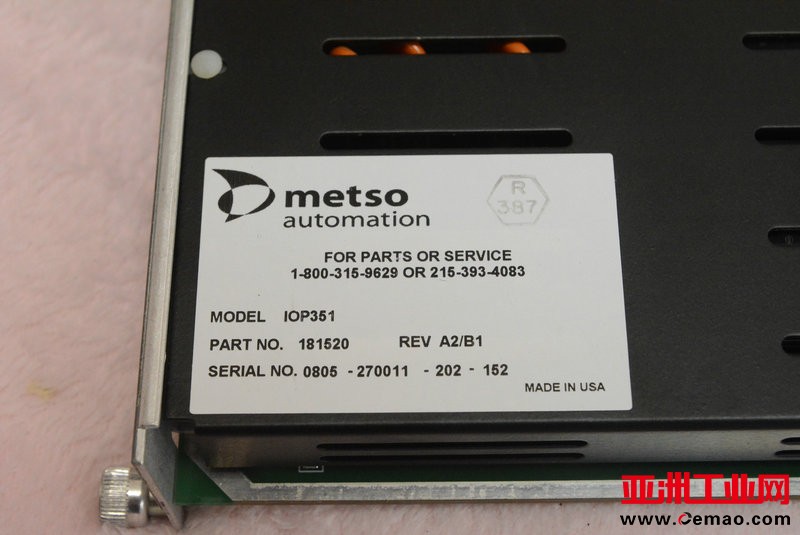 metso
automation
R
387
FOR PARTS OR SERVICE
1-800-315-9629 OR 215-393-4083
MODEL IOP351
PART NO. 181520 REV A2/B1
SERIAL NO. 0805 - 270011 - 202 - 152
MADE IN USA
亚洲工业网
www.cemao.com